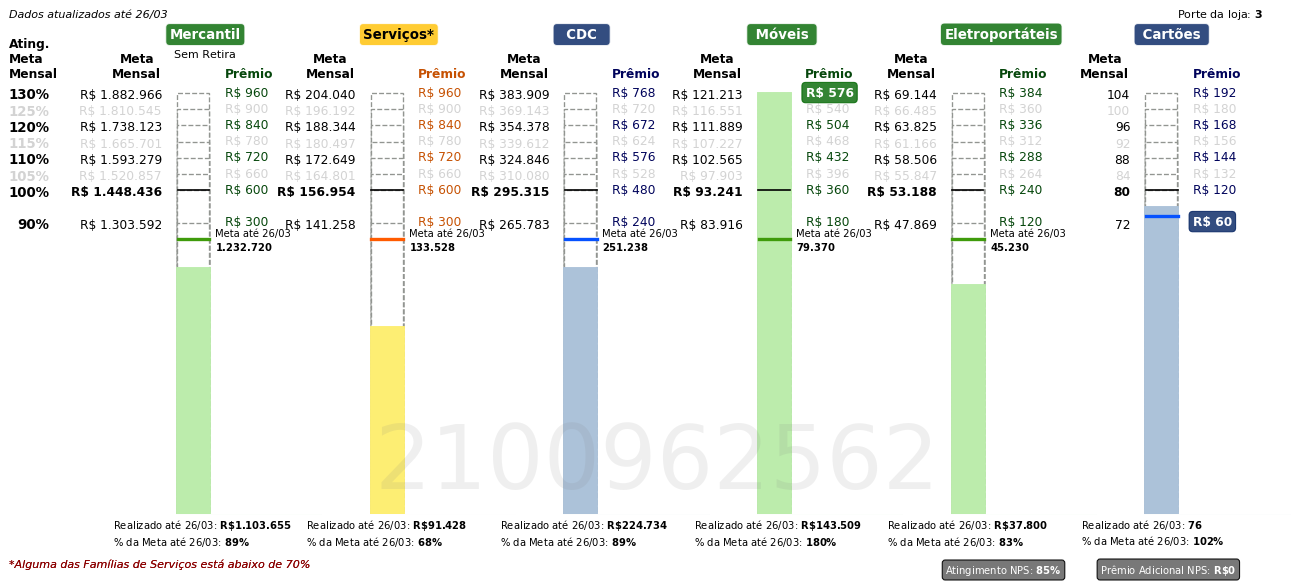 Dados atualizados até 26/03
Porte da loja: 3
Mercantil Serviços* CDC Móveis Eletroportáteis Cartões
Sem Retira
Ating. Meta Mensal
Meta Mensal Prêmio Meta Mensal Prêmio Meta Mensal Prêmio Meta Mensal Prêmio Meta Mensal Prêmio Meta Mensal Prêmio
130% R$ 1.882.966 R$ 960 R$ 204.040 R$ 960 R$ 383.909 R$ 768 R$ 121.213 R$ 576 R$ 69.144 R$ 384 104 R$ 192
125% R$ 1.810.545 R$ 900 R$ 196.192 R$ 900 R$ 369.143 R$ 720 R$ 116.551 R$ 540 R$ 66.485 R$ 360 100 R$ 180
120% R$ 1.738.123 R$ 840 R$ 188.344 R$ 840 R$ 354.378 R$ 672 R$ 111.889 R$ 504 R$ 63.825 R$ 336 96 R$ 168
115% R$ 1.665.701 R$ 780 R$ 180.497 R$ 780 R$ 339.612 R$ 624 R$ 107.227 R$ 468 R$ 61.166 R$ 312 92 R$ 156
110% R$ 1.593.279 R$ 720 R$ 172.649 R$ 720 R$ 324.846 R$ 576 R$ 102.565 R$ 432 R$ 58.506 R$ 288 88 R$ 144
105% R$ 1.520.857 R$ 660 R$ 164.801 R$ 660 R$ 310.080 R$ 528 R$ 97.903 R$ 396 R$ 55.847 R$ 264 84 R$ 132
100% R$ 1.448.436 R$ 600 R$ 156.954 R$ 600 R$ 295.315 R$ 480 R$ 93.241 R$ 360 R$ 53.188 R$ 240 80 R$ 120
90% R$ 1.303.592 R$ 300 R$ 141.258 R$ 300 R$ 265.783 R$ 240 R$ 83.916 R$ 180 R$ 47.869 R$ 120 72 R$ 60
Meta até 26/03 Meta até 26/03 Meta até 26/03 Meta até 26/03 Meta até 26/03
1.232.720 133.528 251.238 79.370 45.230
2100962562
Realizado até 26/03: R$1.103.655 Realizado até 26/03: R$91.428 Realizado até 26/03: R$224.734 Realizado até 26/03: R$143.509 Realizado até 26/03: R$37.800 Realizado até 26/03: 76
% da Meta até 26/03: 89% % da Meta até 26/03: 68% % da Meta até 26/03: 89% % da Meta até 26/03: 180% % da Meta até 26/03: 83% % da Meta até 26/03: 102%
*Alguma das Famílias de Serviços está abaixo de 70%
Atingimento NPS: 85% Prêmio Adicional NPS: R$0